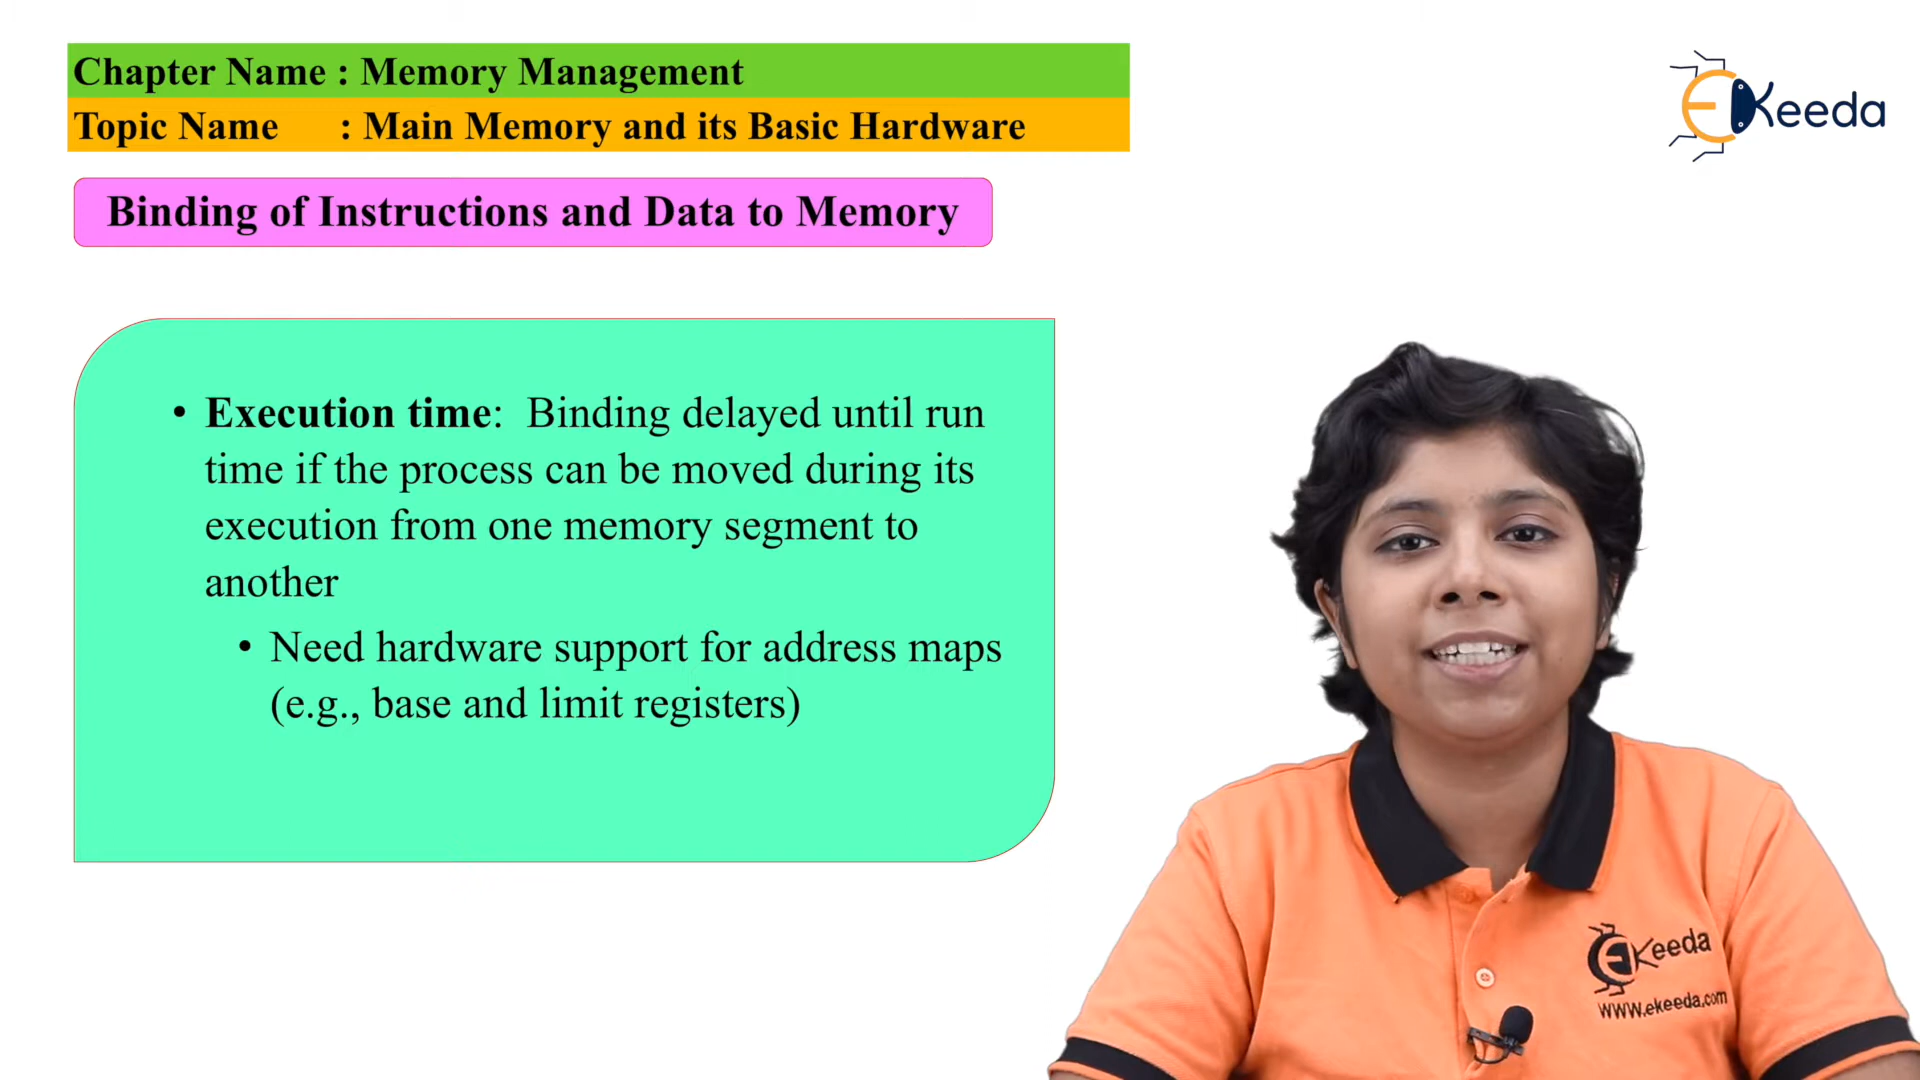 Chapter Name : Memory Management
Topic Name : Main Memory and its Basic Hardware
EKeeda
Binding of Instructions and Data to Memory
• Execution time: Binding delayed until run
time if the process can be moved during its
execution from one memory segment to
another
• Need hardware support for address maps
(e.g., base and limit registers)
EKeeda
www.ekeeda.com